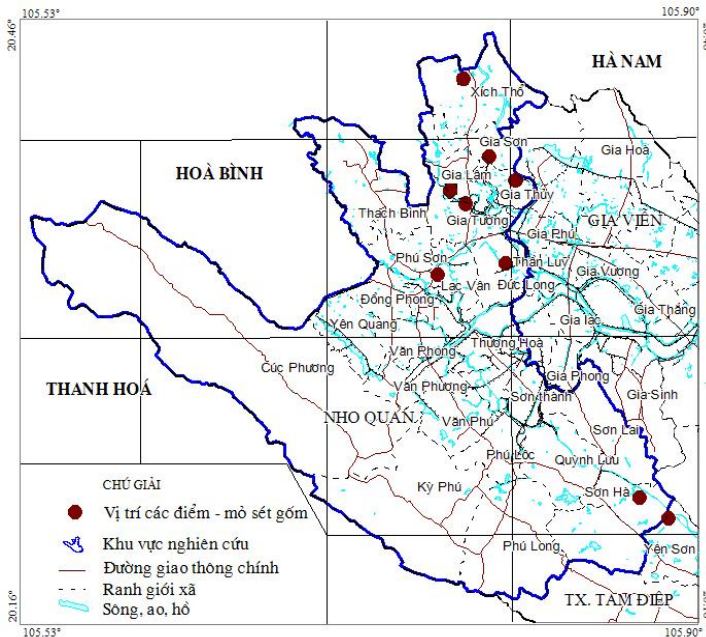 105.53°
105.90°
20.46°
HÀ NAM
Xích Thổ
Gia Sơn
Gia Hoà
HOÀ BÌNH
Gia Lâm
Gia Thủy
Thạch Bình
Gia Tường
GIA VIỄN
Gia Phú
Phú Sơn
Thăn Luỹ
Gia Vượng
Lạc Vân
Đức Long
Đồng Phong
Gia Thắng
Yên Quang
Gia lạc
Văn Phong
Thượng Hoà
Cúc Phương
Gia Phong
THANH HOÁ
Văn Phương
Sơn thành
Gia Sinh
NHO QUAN
Văn Phú
Sơn Lai
Phú Lộc
Quỳnh Lưu
CHÚ GIẢI
Kỳ Phú
Sơn Hà
Vị trí các điểm - mỏ sét gốm
Khu vực nghiên cứu
Phú Long
Yên Sơn
Đường giao thông chính
Ranh giới xã
Sông, ao, hồ
TX. TAM ĐIỆP
20.16°
105.53°
105.90°